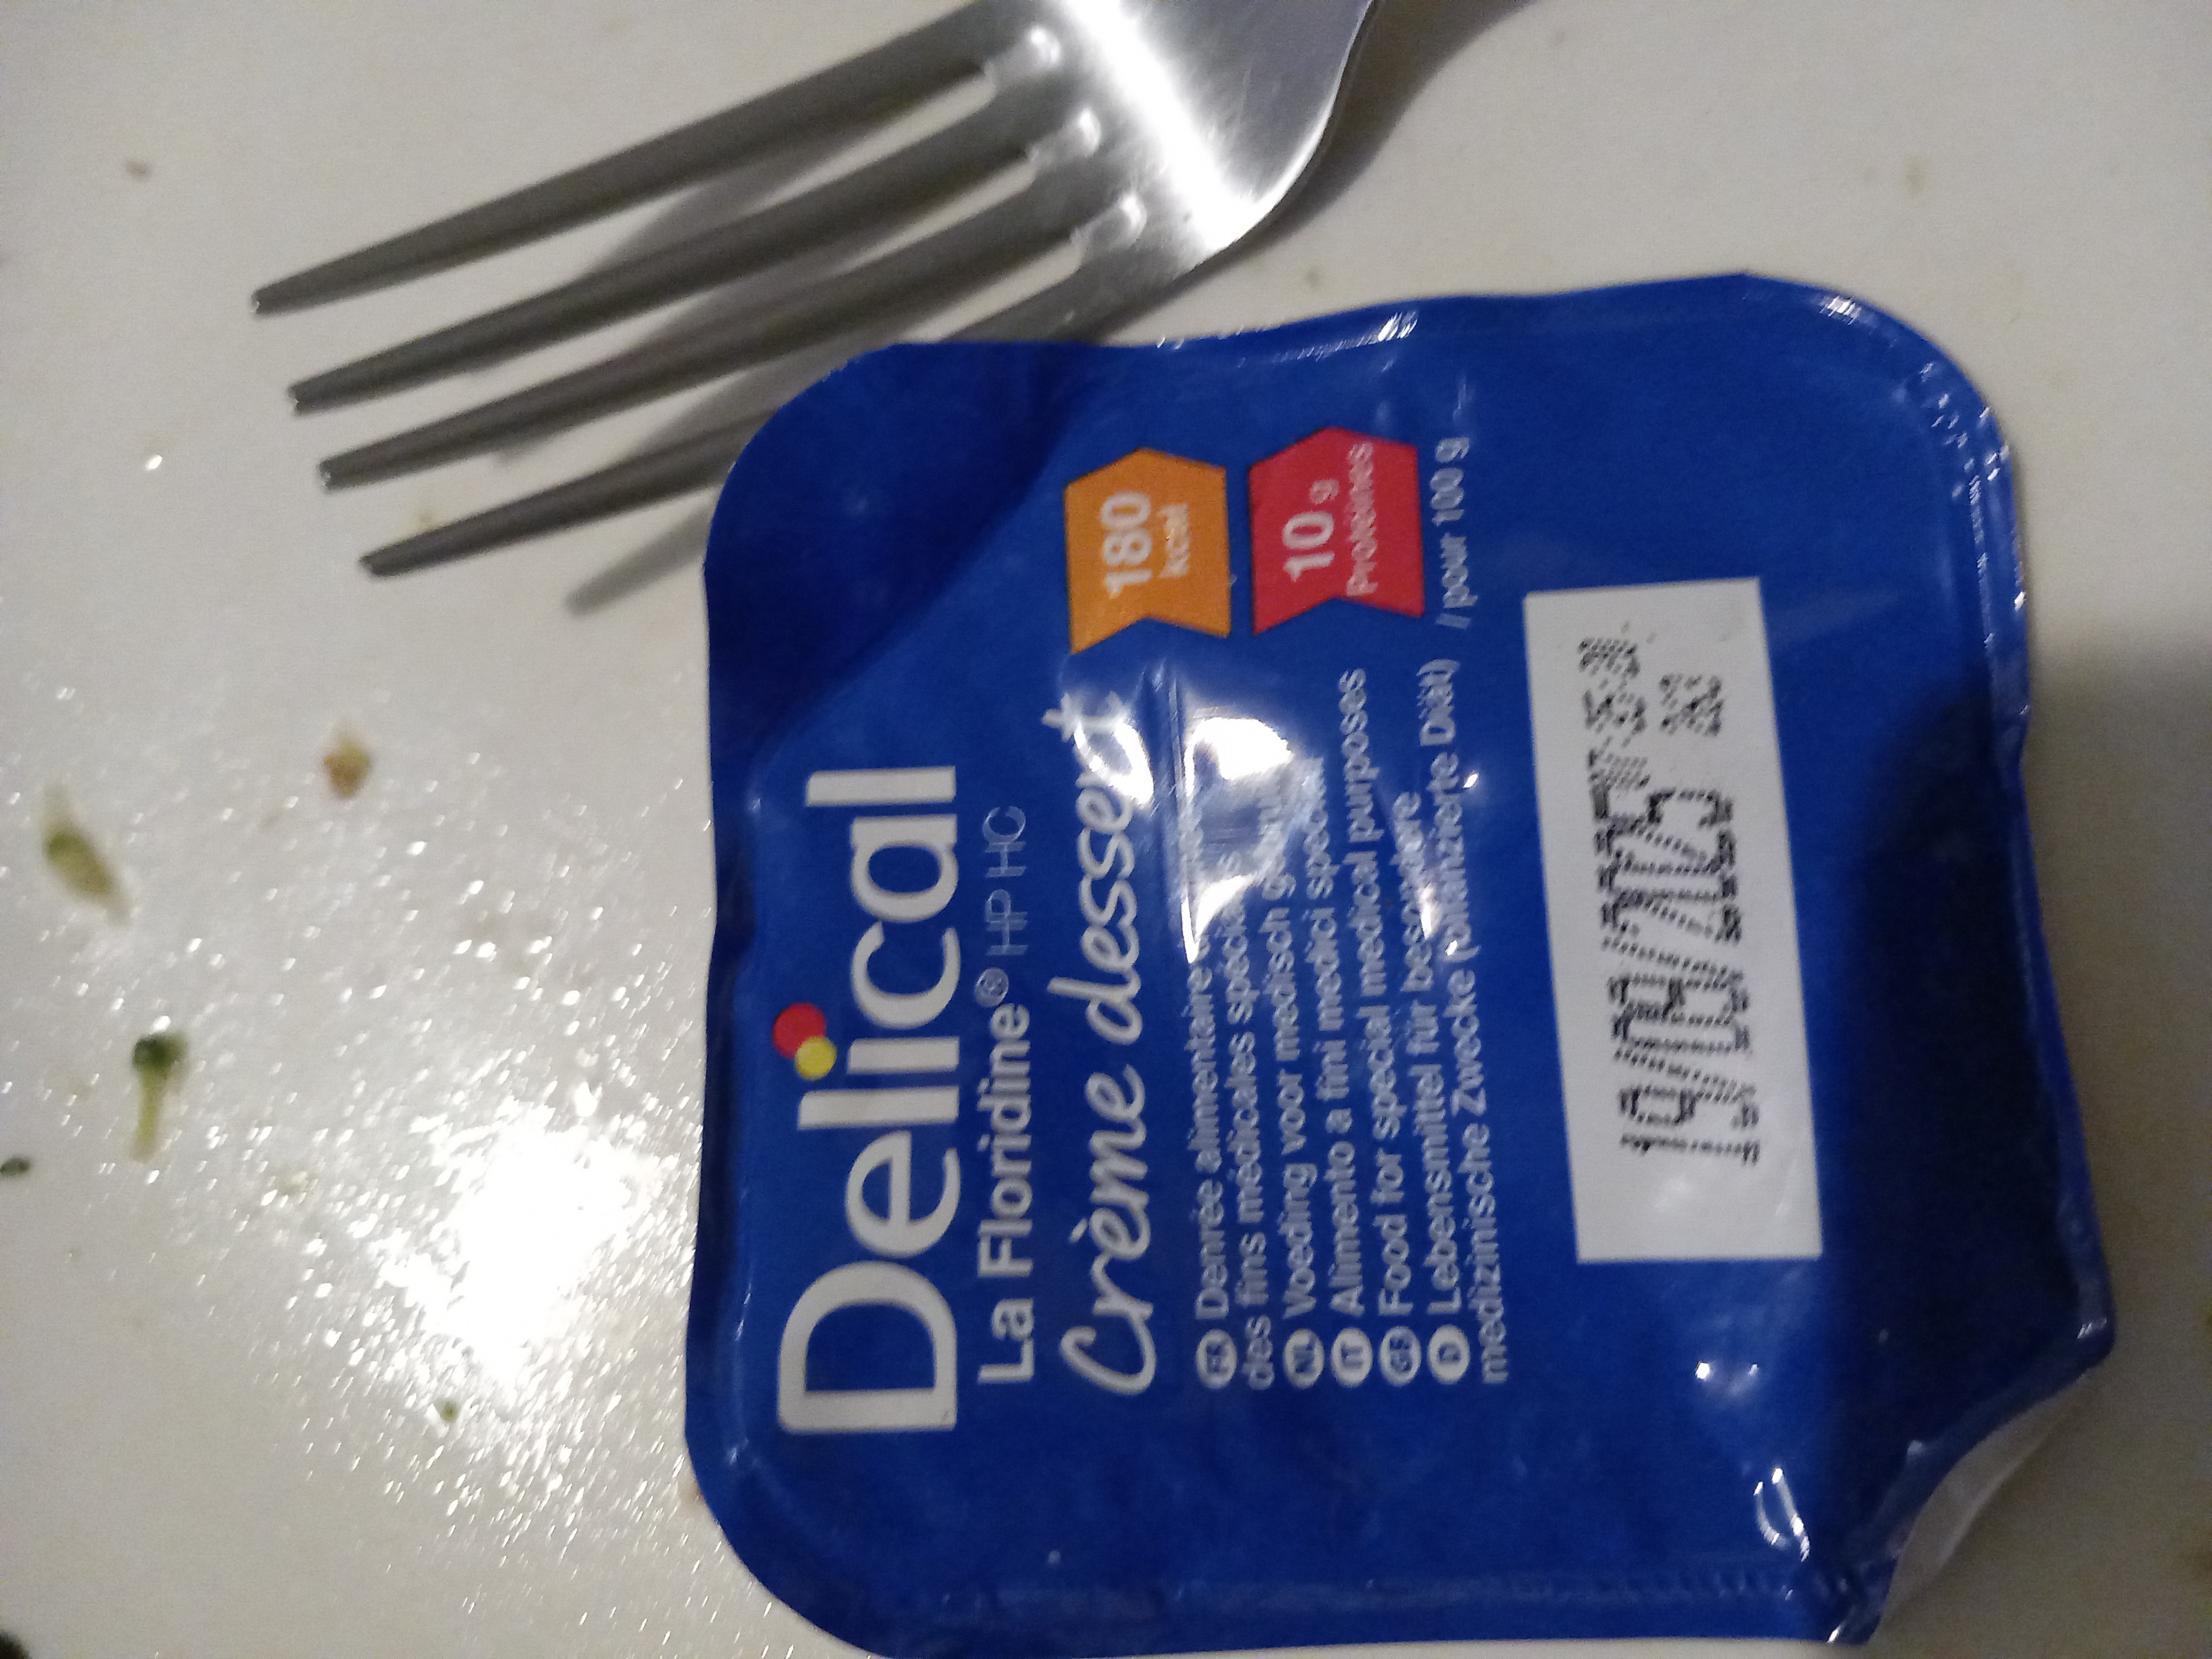 Delical
La Floridine® HP HC
Crème dessert
180
kcal
10 g
Protéines
// pour 100 g
FR Denrée alimentaire
des fins médicales
NL Voeding voor medisch
IT Alimento a fini medici
GB Food for special medical purposes
D Lebensmittel für besondere
medizinische Zwecke (bilanzierte Diät)